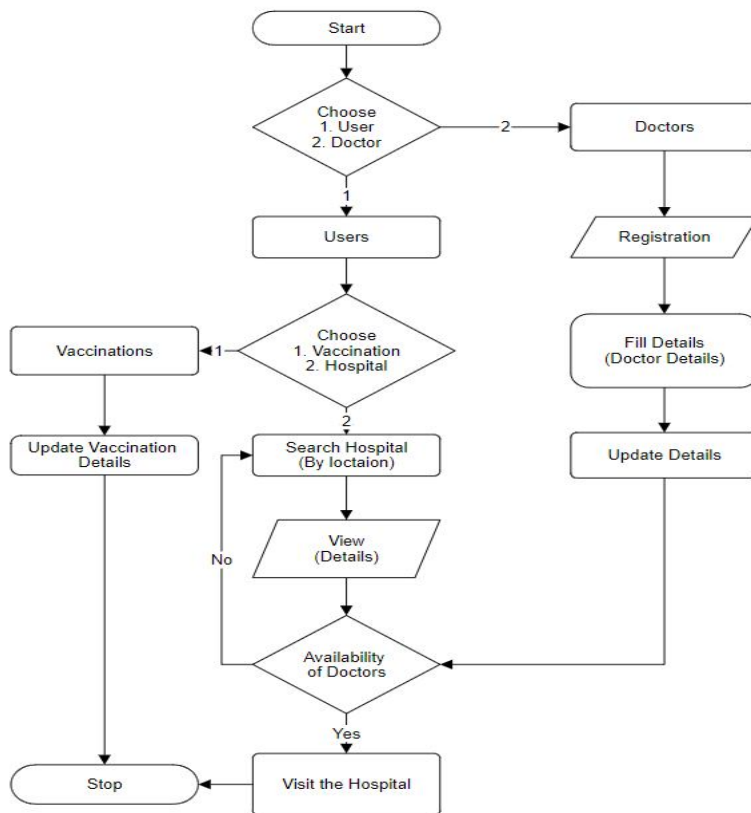 Start
Choose
1. User
2. Doctor
2
Doctors
1
Users
Registration
Choose
1. Vaccination
2. Hospital
1
Vaccinations
Fill Details
(Doctor Details)
2
Update Vaccination
Details
Search Hospital
(By loctaion)
Update Details
View
(Details)
No
Availability
of Doctors
Yes
Visit the Hospital
Stop